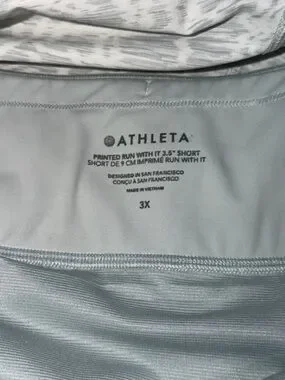 ATHLETA
PRINTED RUN WITH IT 3.5" SHORT
SHORT DE 9 CM IMPRIMÉ RUN WITH IT
DESIGNED IN SAN FRANCISCO
CONÇU À SAN FRANCISCO
MADE IN VIETNAM
3X